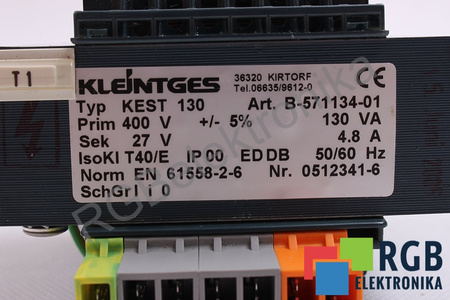 T1
KLEINTGES
36320 KIRTORF
Tel.06635/9612-0
CE
Typ KEST 130 Art. B-571134-01
Prim 400 V +/- 5% 130 VA
Sek 27 V 4.8 A
IsoKl T40/E IP 00 ED DB 50/60 Hz
Norm EN 61558-2-6 Nr. 0512341-6
SchGr I i 0
RGBelektronika
RGB
ELEKTRONIKA